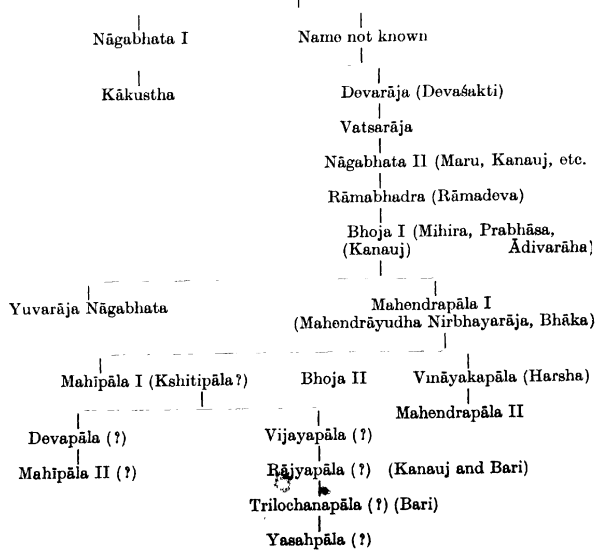 Nāgabhata I Name not known
Kākustha Devarāja (Devaśakti)
Vatsarāja
Nāgabhata II (Maru, Kanauj, etc.
Rāmabhadra (Rāmadeva)
Bhoja I (Mihira, Prabhāsa,
(Kanauj) Ādivarāha)
Yuvarāja Nāgabhata Mahendrapāla I
(Mahendrāyudha Nirbhayarāja, Bhāka)
Mahīpāla I (Kshitipāla?) Bhoja II Vināyakapāla (Harsha)
Mahendrapāla II
Devapāla (?) Vijayapāla (?)
Mahīpāla II (?) Rājyapāla (?) (Kanauj and Bari)
Trilochanapāla (?) (Bari)
Yasahpāla (?)